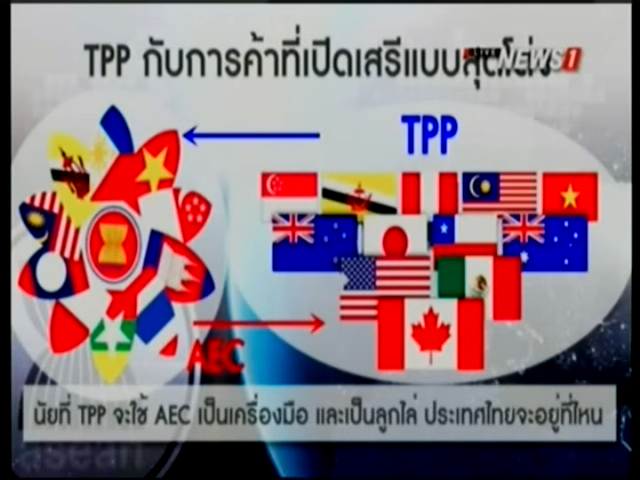 TPP กับการค้าที่เปิดเสรีแบบสุดโต่ง
NEWS1
TPP
AEC
นัยที่ TPP จะใช้ AEC เป็นเครื่องมือ และเป็นลูกไล่ ประเทศไทยจะอยู่ที่ไหน
asean